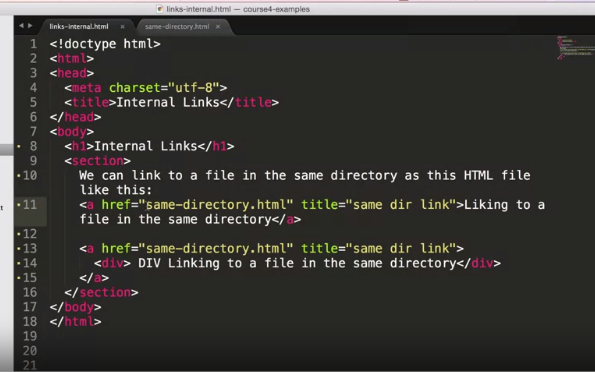 links-internal.html — course4-examples
links-internal.html ×
same-directory.html ×
1 <!doctype html>
2 <html>
3 <head>
4 <meta charset="utf-8">
5 <title>Internal Links</title>
6 </head>
7 <body>
8 <h1>Internal Links</h1>
9 <section>
10 We can link to a file in the same directory as this HTML file
like this:
11 <a href="same-directory.html" title="same dir link">Liking to a
file in the same directory</a>
12
13 <a href="same-directory.html" title="same dir link">
14 <div> DIV Linking to a file in the same directory</div>
15 </a>
16 </section>
17 </body>
18 </html>
19
20
21